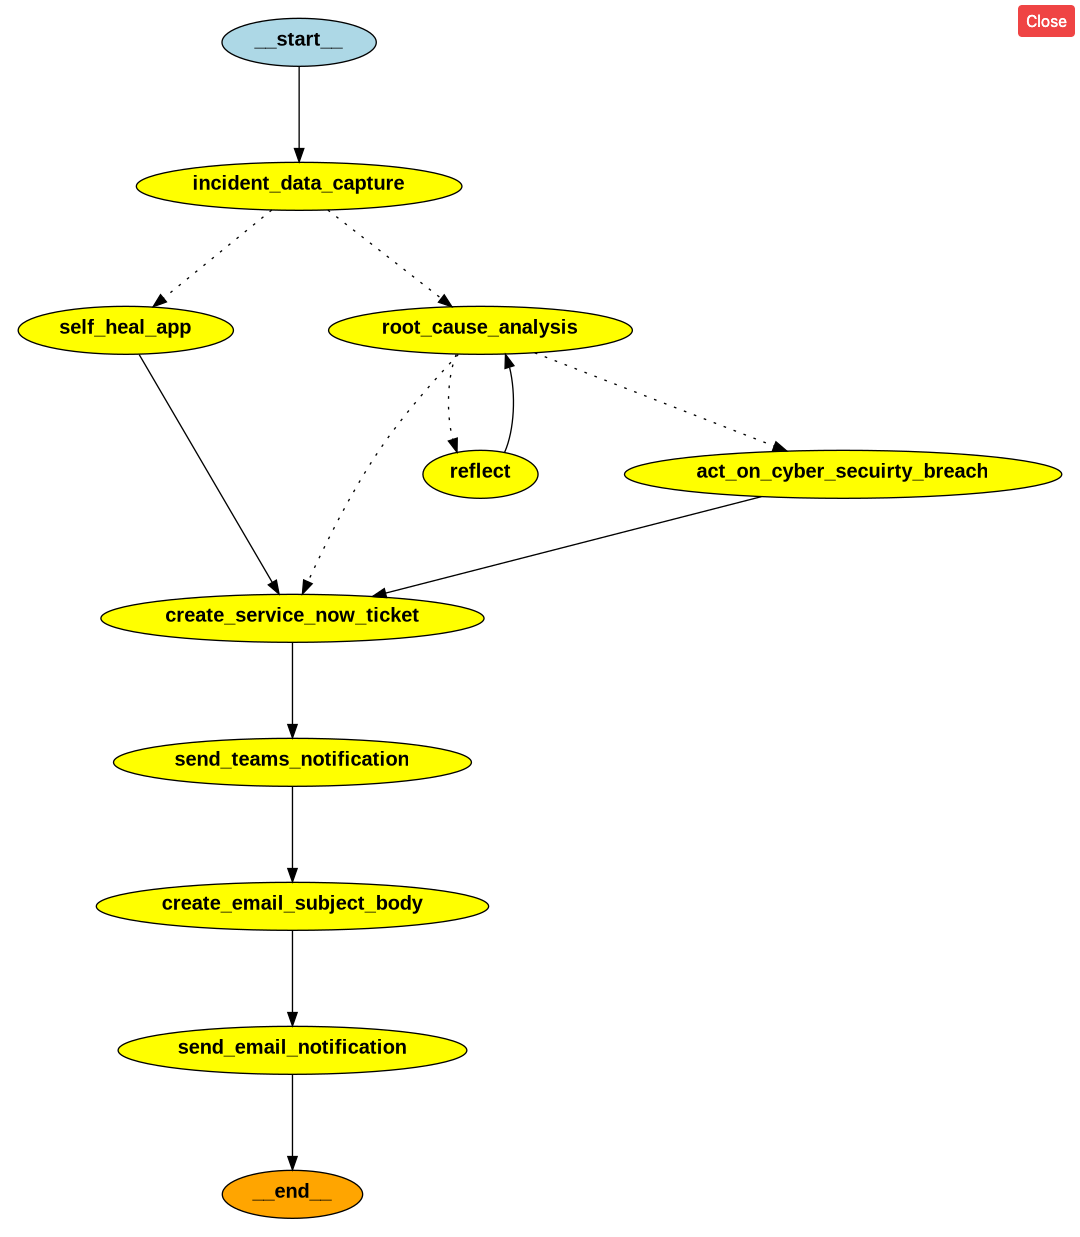 Close
__start__
incident_data_capture
self_heal_app
root_cause_analysis
reflect
act_on_cyber_secuirty_breach
create_service_now_ticket
send_teams_notification
create_email_subject_body
send_email_notification
__end__